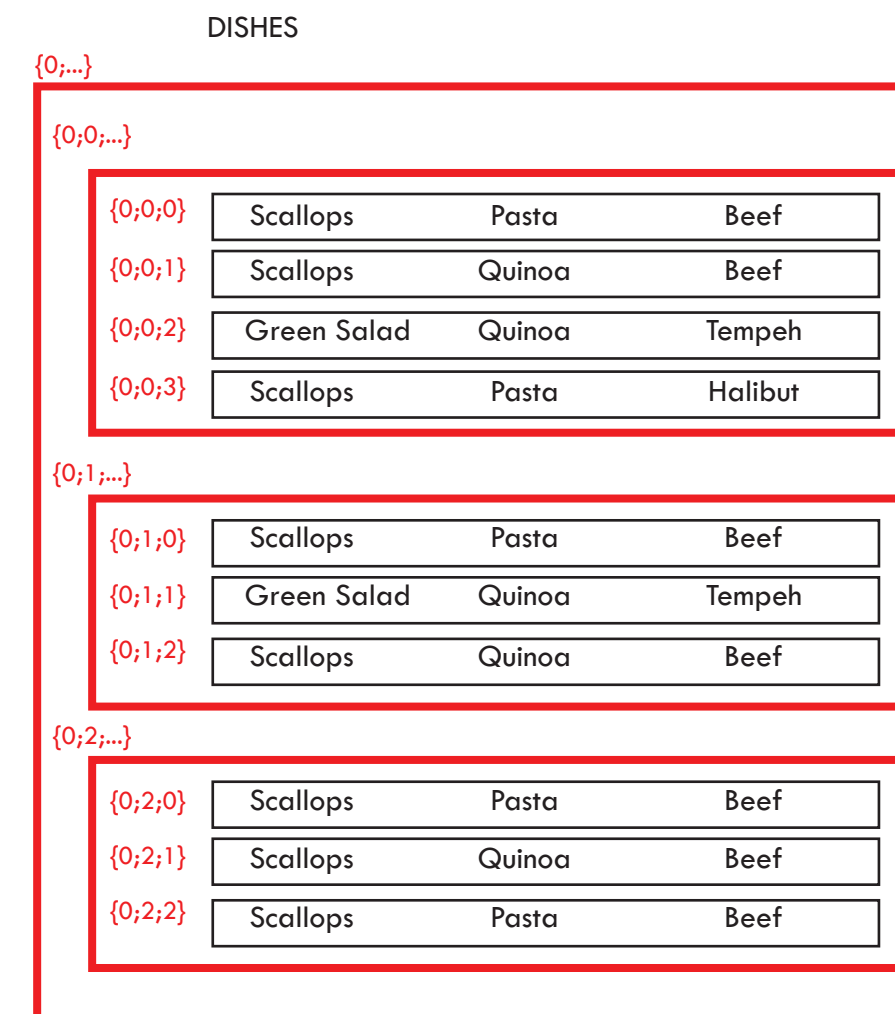 DISHES
{0;...}
{0;0;...}
{0;0;0} Scallops Pasta Beef
{0;0;1} Scallops Quinoa Beef
{0;0;2} Green Salad Quinoa Tempeh
{0;0;3} Scallops Pasta Halibut
{0;1;...}
{0;1;0} Scallops Pasta Beef
{0;1;1} Green Salad Quinoa Tempeh
{0;1;2} Scallops Quinoa Beef
{0;2;...}
{0;2;0} Scallops Pasta Beef
{0;2;1} Scallops Quinoa Beef
{0;2;2} Scallops Pasta Beef